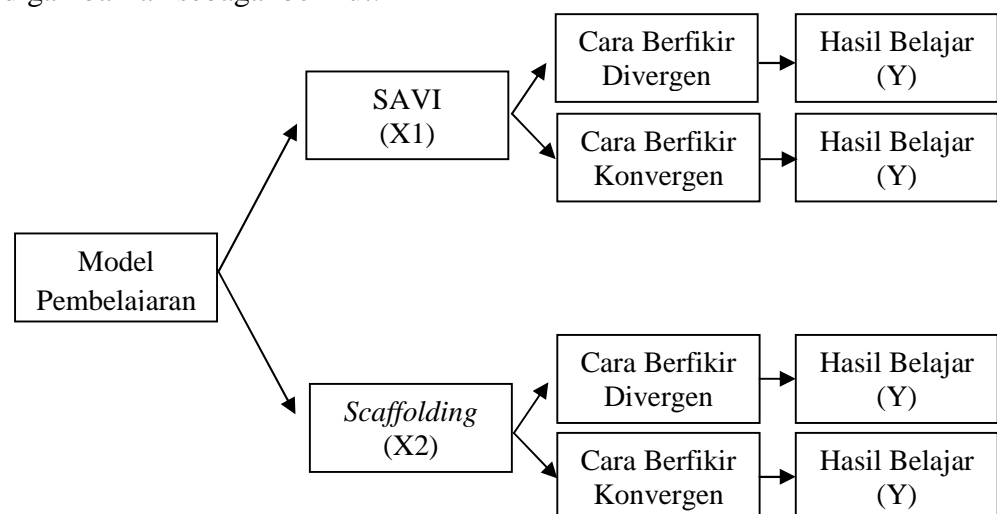 Cara Berfikir
Divergen
Hasil Belajar
(Y)
SAVI
(X1)
Cara Berfikir
Konvergen
Hasil Belajar
(Y)
Model
Pembelajaran
Cara Berfikir
Divergen
Hasil Belajar
(Y)
Scaffolding
(X2)
Cara Berfikir
Konvergen
Hasil Belajar
(Y)